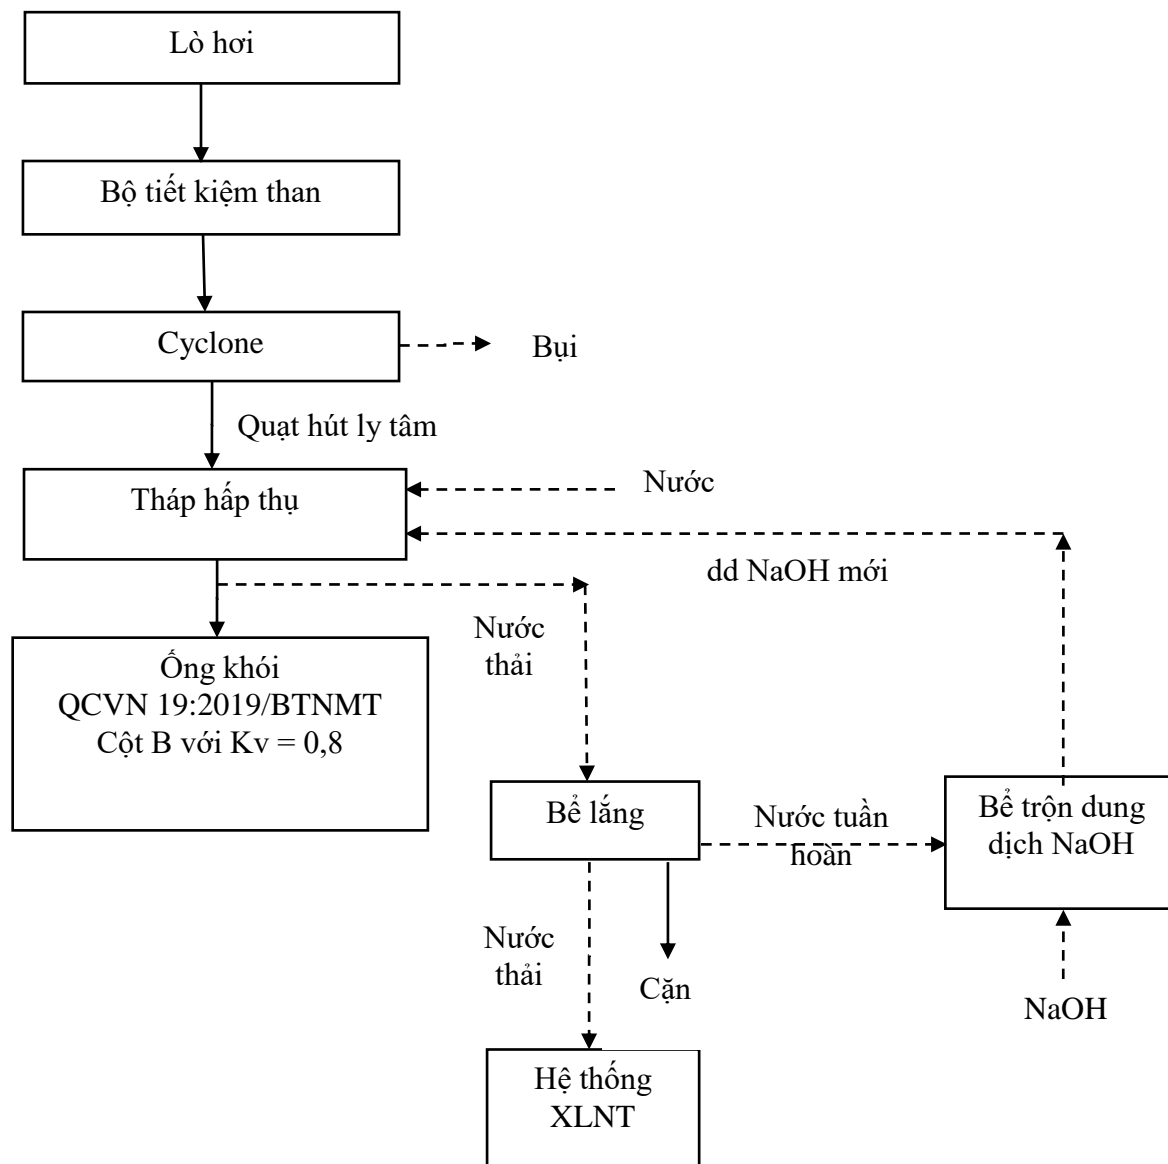 Lò hơi
Bộ tiết kiệm than
Cyclone
Bụi
Quạt hút ly tâm
Tháp hấp thụ
Nước
dd NaOH mới
Nước
thải
Ống khói
QCVN 19:2019/BTNMT
Cột B với Kv = 0,8
Bể lắng
Nước tuần
hoàn
Bể trộn dung
dịch NaOH
Nước
thải
Cặn
NaOH
Hệ thống
XLNT